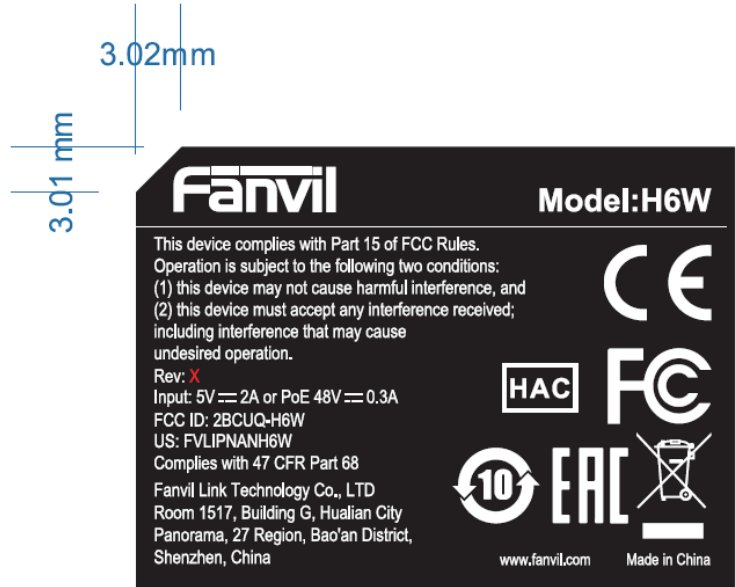 3.02mm
3.01 mm
Fanvil
Model:H6W
This device complies with Part 15 of FCC Rules.
Operation is subject to the following two conditions:
(1) this device may not cause harmful interference, and
(2) this device must accept any interference received;
including interference that may cause
undesired operation.
Rev: X
Input: 5V⎓2A or PoE 48V⎓0.3A
FCC ID: 2BCUQ-H6W
US: FVLIPNANH6W
Complies with 47 CFR Part 68
Fanvil Link Technology Co., LTD
Room 1517, Building G, Hualian City
Panorama, 27 Region, Bao'an District,
Shenzhen, China
CE
HAC
FC
10
EAC
www.fanvil.com
Made in China